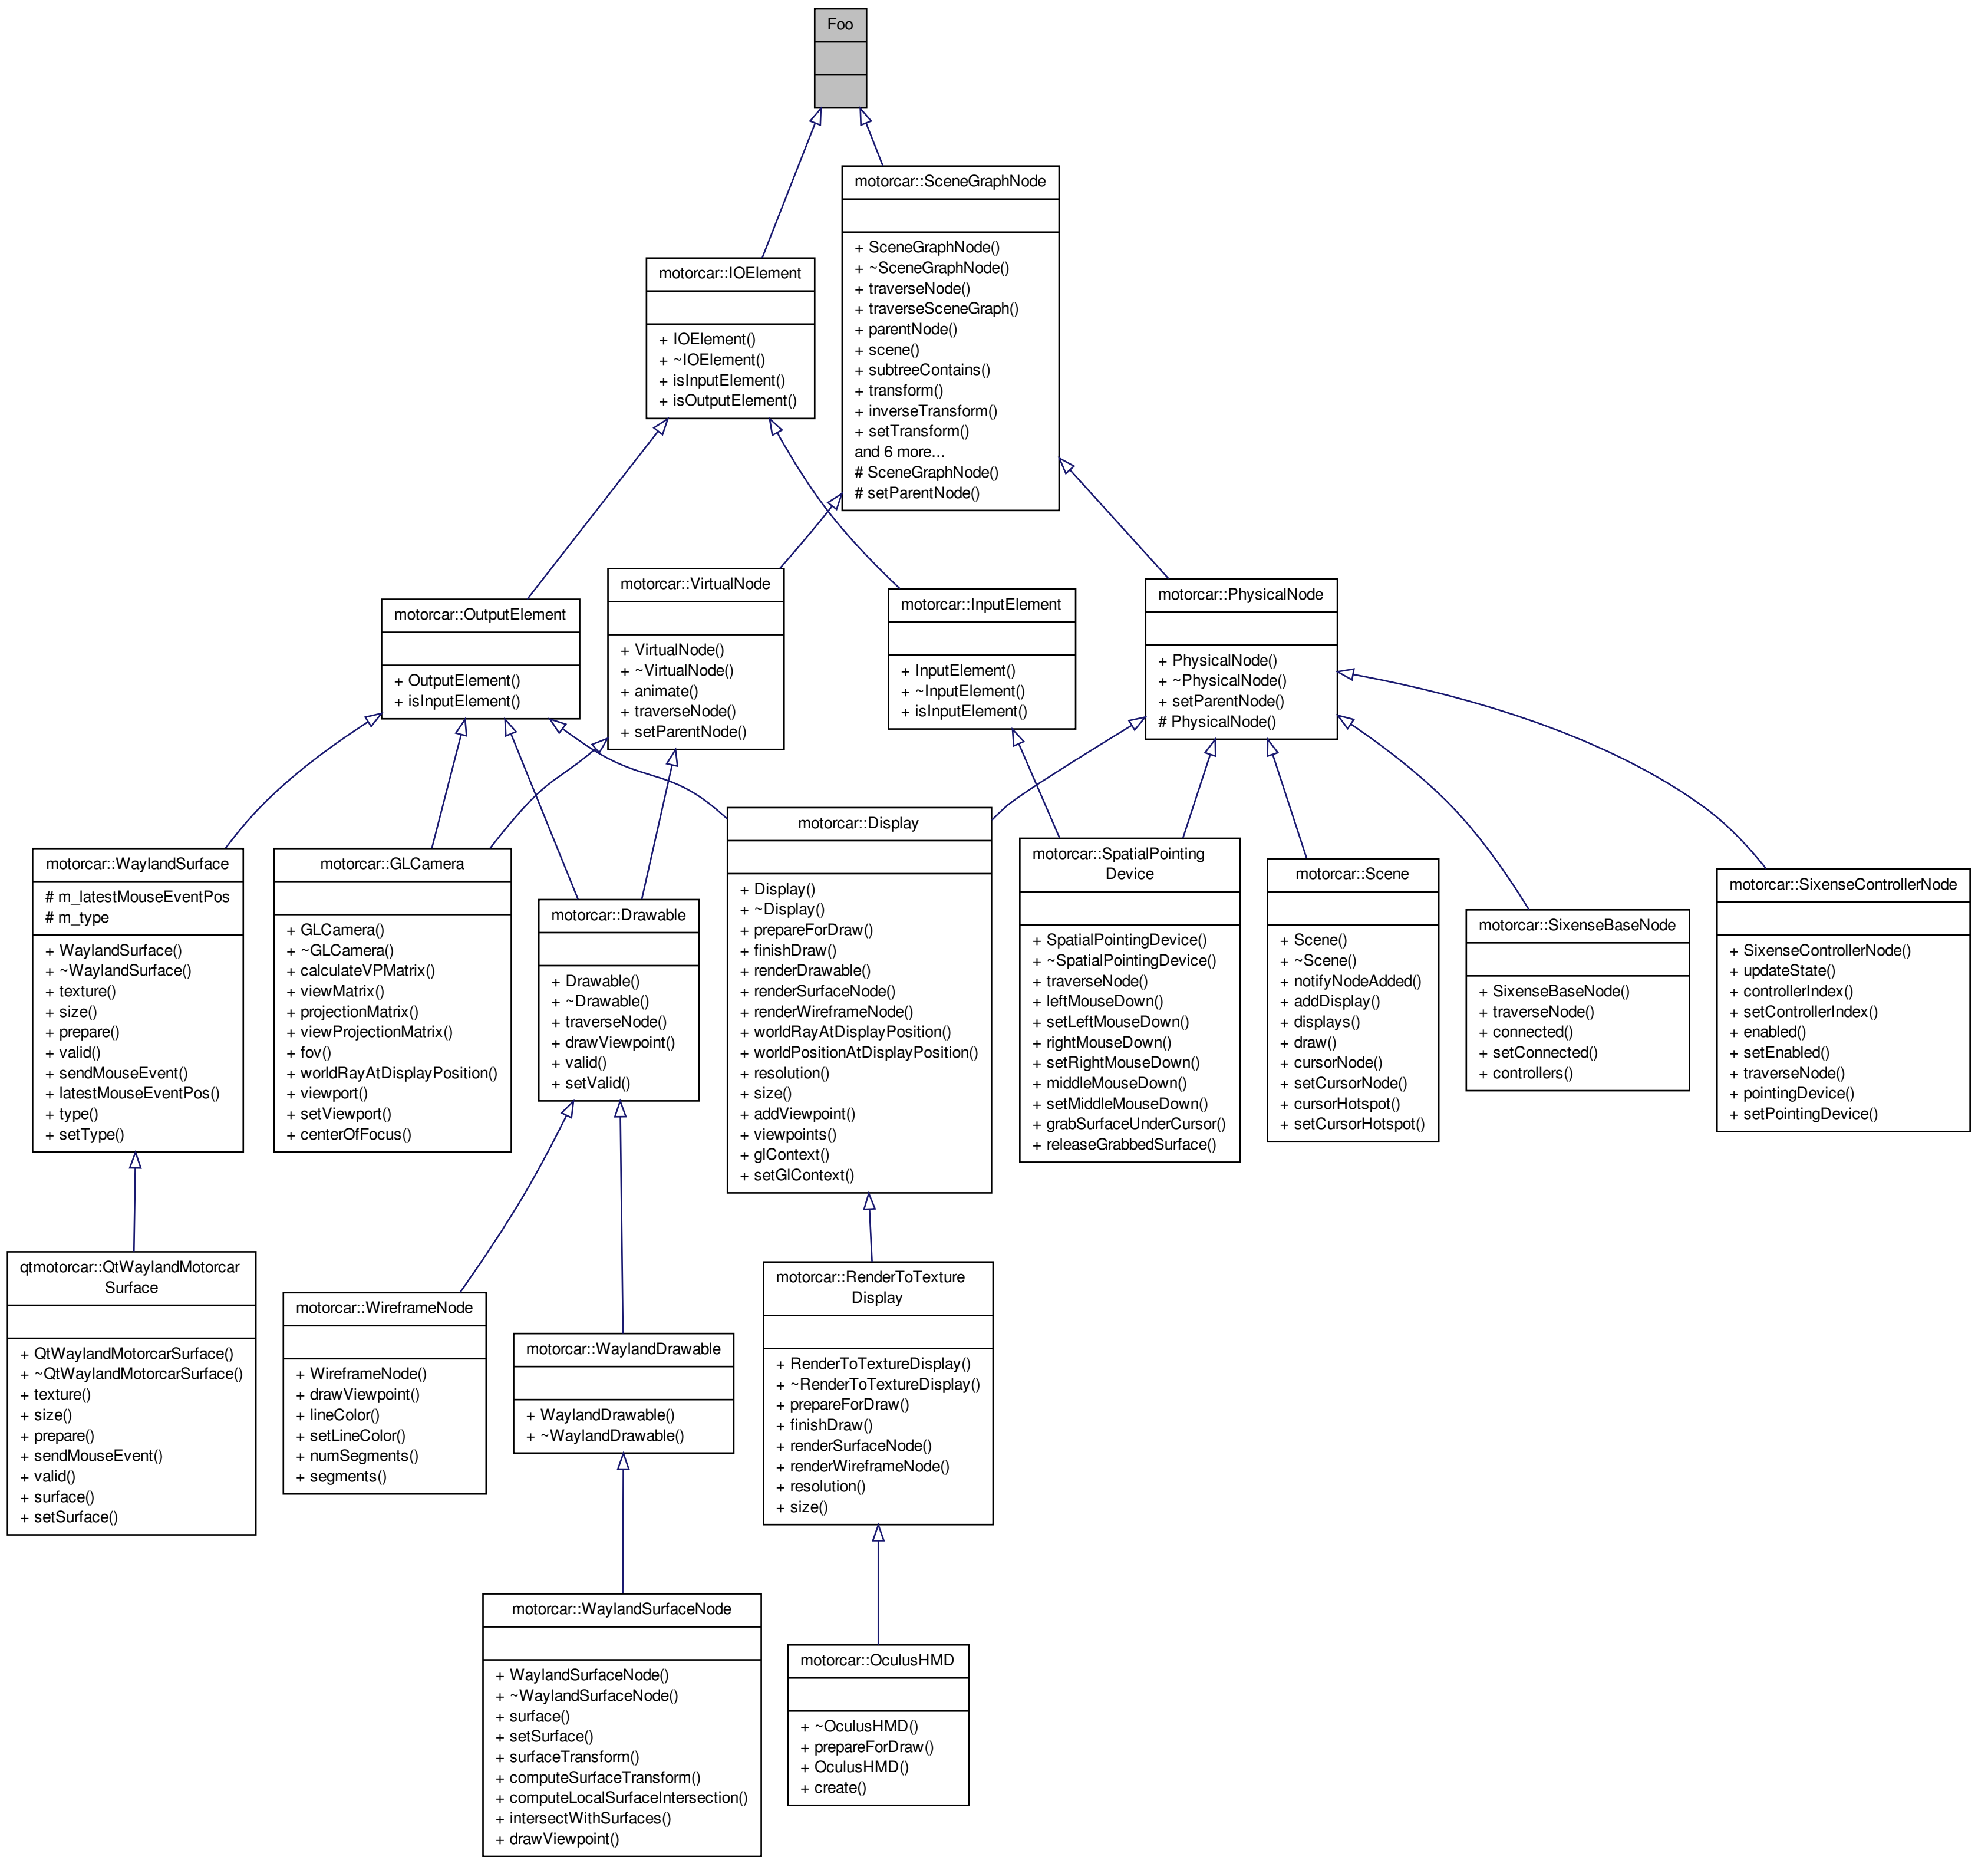 Foo
motorcar::SceneGraphNode
+ SceneGraphNode()
+ ~SceneGraphNode()
+ traverseNode()
+ traverseSceneGraph()
+ parentNode()
+ scene()
+ subtreeContains()
+ transform()
+ inverseTransform()
+ setTransform()
and 6 more...
# SceneGraphNode()
# setParentNode()
motorcar::IOElement
+ IOElement()
+ ~IOElement()
+ isInputElement()
+ isOutputElement()
motorcar::OutputElement
+ OutputElement()
+ isInputElement()
motorcar::VirtualNode
+ VirtualNode()
+ ~VirtualNode()
+ animate()
+ traverseNode()
+ setParentNode()
motorcar::InputElement
+ InputElement()
+ ~InputElement()
+ isInputElement()
motorcar::PhysicalNode
+ PhysicalNode()
+ ~PhysicalNode()
+ setParentNode()
# PhysicalNode()
motorcar::WaylandSurface
# m_latestMouseEventPos
# m_type
+ WaylandSurface()
+ ~WaylandSurface()
+ texture()
+ size()
+ prepare()
+ valid()
+ sendMouseEvent()
+ latestMouseEventPos()
+ type()
+ setType()
motorcar::GLCamera
+ GLCamera()
+ ~GLCamera()
+ calculateVPMatrix()
+ viewMatrix()
+ projectionMatrix()
+ viewProjectionMatrix()
+ fov()
+ worldRayAtDisplayPosition()
+ viewport()
+ setViewport()
+ centerOfFocus()
motorcar::Drawable
+ Drawable()
+ ~Drawable()
+ traverseNode()
+ drawViewpoint()
+ valid()
+ setValid()
motorcar::Display
+ Display()
+ ~Display()
+ prepareForDraw()
+ finishDraw()
+ renderDrawable()
+ renderSurfaceNode()
+ renderWireframeNode()
+ worldRayAtDisplayPosition()
+ worldPositionAtDisplayPosition()
+ resolution()
+ size()
+ addViewpoint()
+ viewpoints()
+ glContext()
+ setGlContext()
motorcar::SpatialPointing
Device
+ SpatialPointingDevice()
+ ~SpatialPointingDevice()
+ traverseNode()
+ leftMouseDown()
+ setLeftMouseDown()
+ rightMouseDown()
+ setRightMouseDown()
+ middleMouseDown()
+ setMiddleMouseDown()
+ grabSurfaceUnderCursor()
+ releaseGrabbedSurface()
motorcar::Scene
+ Scene()
+ ~Scene()
+ notifyNodeAdded()
+ addDisplay()
+ displays()
+ draw()
+ cursorNode()
+ setCursorNode()
+ cursorHotspot()
+ setCursorHotspot()
motorcar::SixenseBaseNode
+ SixenseBaseNode()
+ traverseNode()
+ connected()
+ setConnected()
+ controllers()
motorcar::SixenseControllerNode
+ SixenseControllerNode()
+ updateState()
+ controllerIndex()
+ setControllerIndex()
+ enabled()
+ setEnabled()
+ traverseNode()
+ pointingDevice()
+ setPointingDevice()
qtmotorcar::QtWaylandMotorcar
Surface
+ QtWaylandMotorcarSurface()
+ ~QtWaylandMotorcarSurface()
+ texture()
+ size()
+ prepare()
+ sendMouseEvent()
+ valid()
+ surface()
+ setSurface()
motorcar::WireframeNode
+ WireframeNode()
+ drawViewpoint()
+ lineColor()
+ setLineColor()
+ numSegments()
+ segments()
motorcar::WaylandDrawable
+ WaylandDrawable()
+ ~WaylandDrawable()
motorcar::RenderToTexture
Display
+ RenderToTextureDisplay()
+ ~RenderToTextureDisplay()
+ prepareForDraw()
+ finishDraw()
+ renderSurfaceNode()
+ renderWireframeNode()
+ resolution()
+ size()
motorcar::WaylandSurfaceNode
+ WaylandSurfaceNode()
+ ~WaylandSurfaceNode()
+ surface()
+ setSurface()
+ surfaceTransform()
+ computeSurfaceTransform()
+ computeLocalSurfaceIntersection()
+ intersectWithSurfaces()
+ drawViewpoint()
motorcar::OculusHMD
+ ~OculusHMD()
+ prepareForDraw()
+ OculusHMD()
+ create()